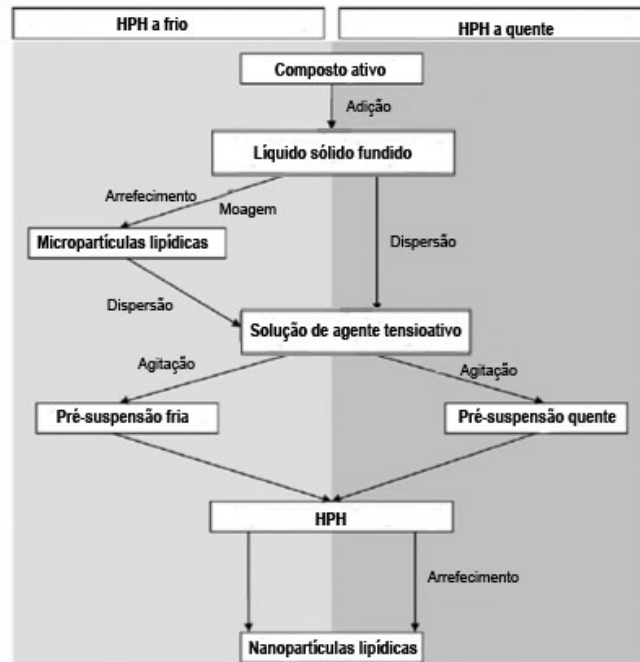 HPH a frio
HPH a quente
Composto ativo
Adição
Líquido sólido fundido
Arrefecimento
Moagem
Micropartículas lipídicas
Dispersão
Dispersão
Solução de agente tensioativo
Agitação
Agitação
Pré-suspensão fria
Pré-suspensão quente
HPH
Arrefecimento
Nanopartículas lipídicas